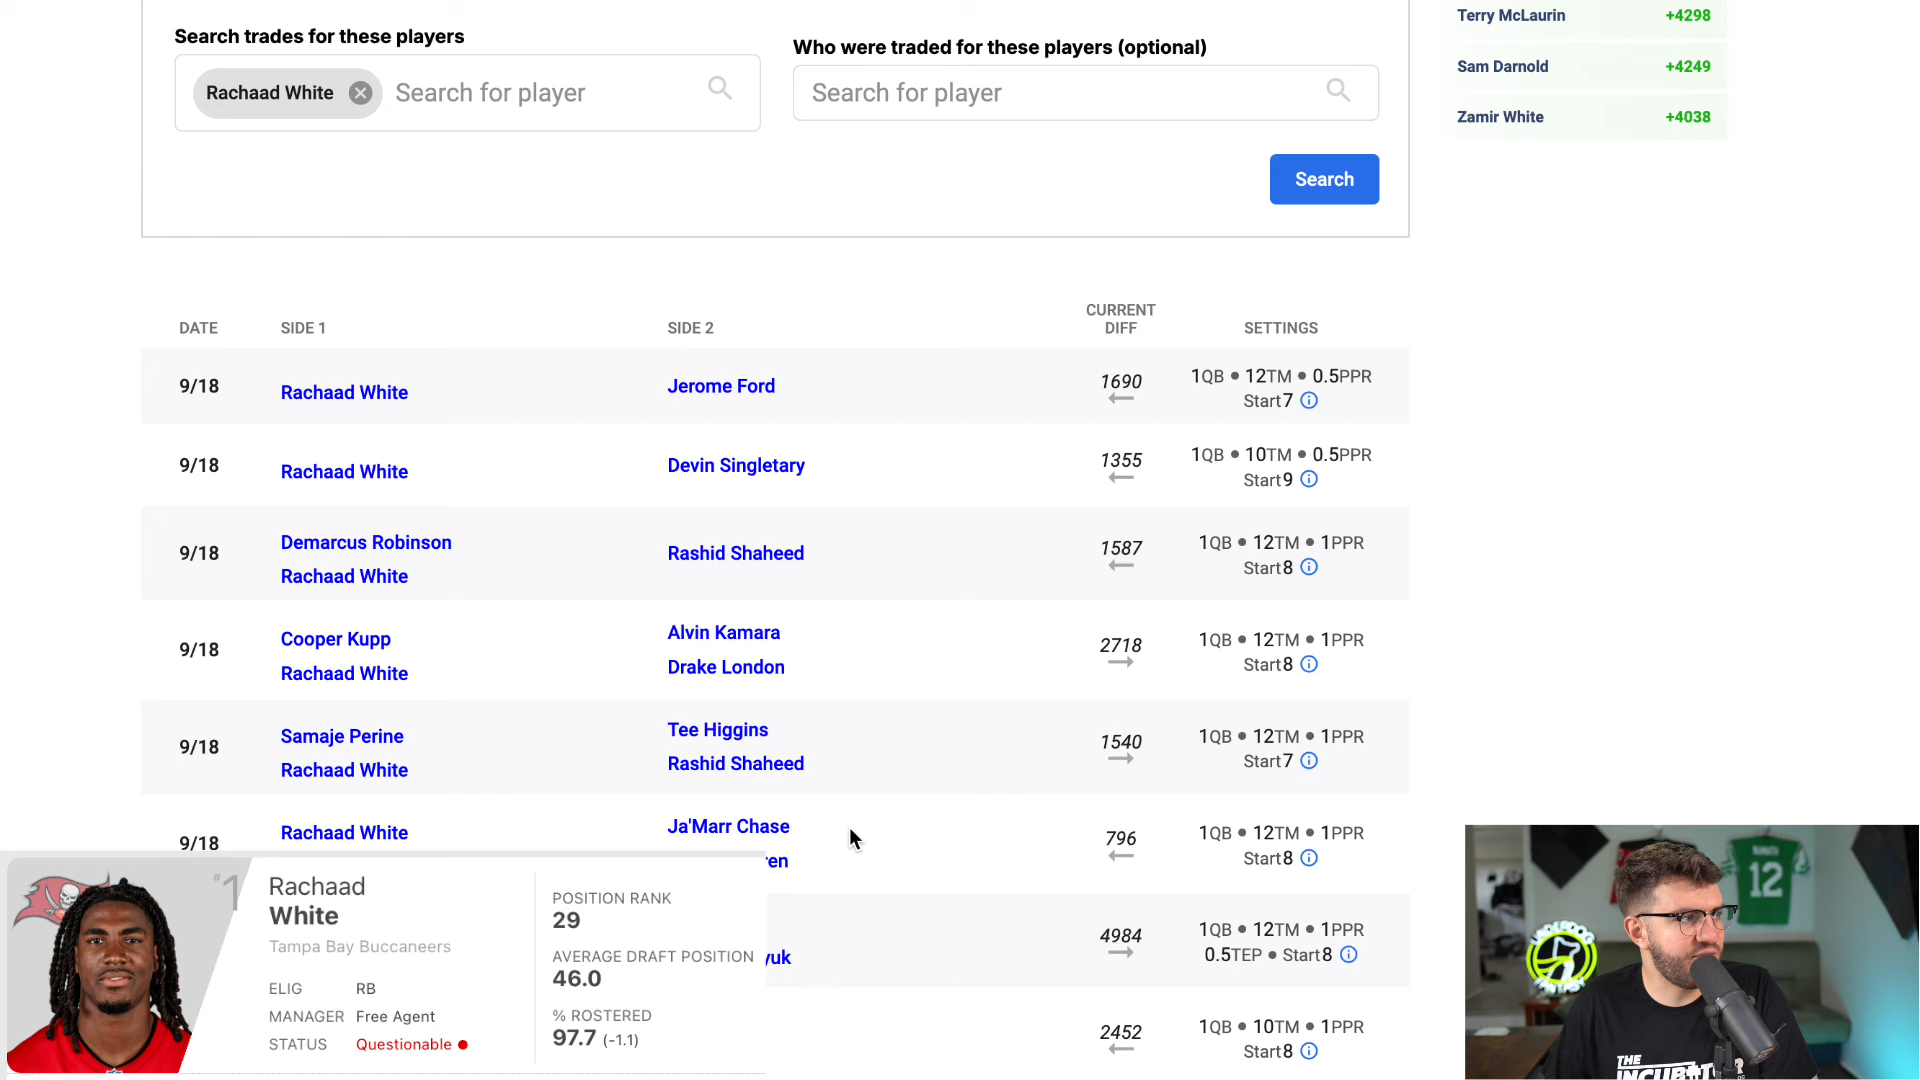 Search trades for these players
Rachaad White
Search for player
Who were traded for these players (optional)
Search for player
Search
Terry McLaurin +4298
Sam Darnold +4249
Zamir White +4038
DATE SIDE 1 SIDE 2 CURRENT DIFF SETTINGS
9/18 Rachaad White Jerome Ford 1690 1QB • 12TM • 0.5PPR
Start7
9/18 Rachaad White Devin Singletary 1355 1QB • 10TM • 0.5PPR
Start9
9/18 Demarcus Robinson Rashid Shaheed 1587 1QB • 12TM • 1PPR
Rachaad White Start8
9/18 Cooper Kupp Alvin Kamara 2718 1QB • 12TM • 1PPR
Rachaad White Drake London Start8
9/18 Samaje Perine Tee Higgins 1540 1QB • 12TM • 1PPR
Rachaad White Rashid Shaheed Start7
9/18 Rachaad White Ja'Marr Chase 796 1QB • 12TM • 1PPR
ren Start8
4984 1QB • 12TM • 1PPR
yuk 0.5TEP • Start8
2452 1QB • 10TM • 1PPR
Start8
#1
Rachaad
White
Tampa Bay Buccaneers
ELIG RB
MANAGER Free Agent
STATUS Questionable
POSITION RANK
29
AVERAGE DRAFT POSITION
46.0
% ROSTERED
97.7 (-1.1)
12
UNDERDOG
FANTASY
THE